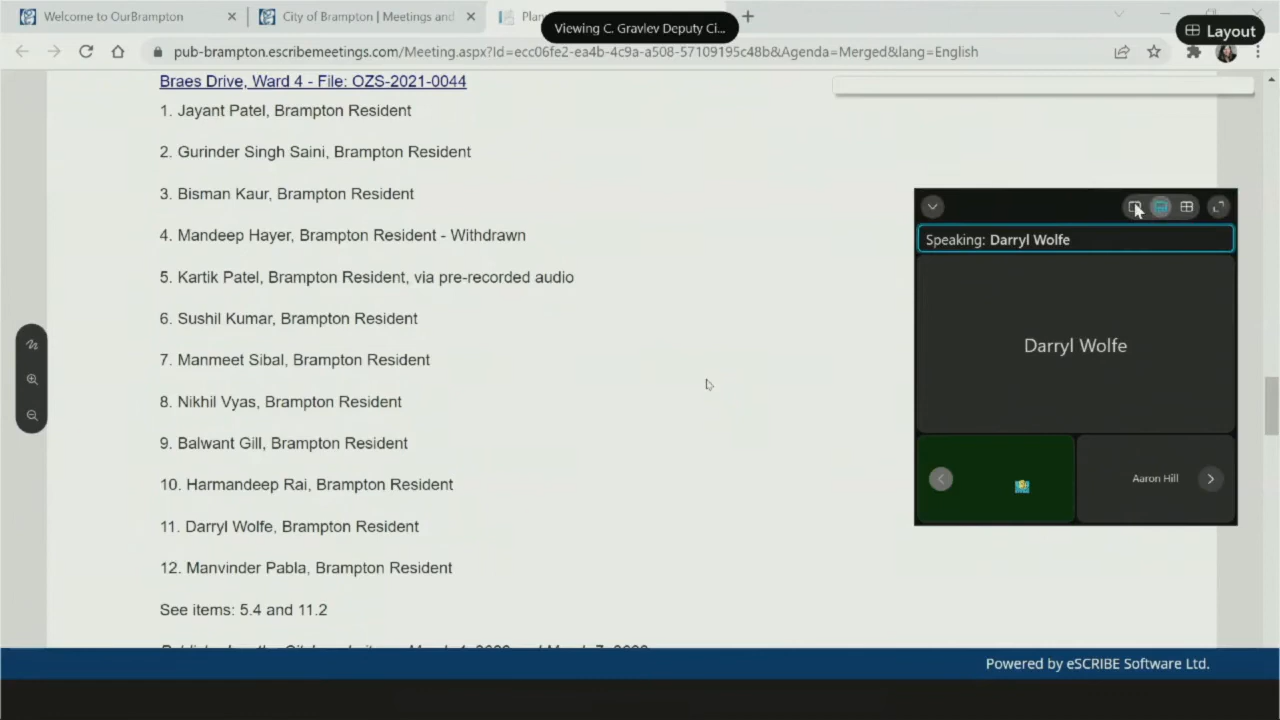 Welcome to OurBrampton
City of Brampton | Meetings and
Plan
Viewing C. Gravlev Deputy Ci...
Layout
pub-brampton.escribemeetings.com/Meeting.aspx?Id=ecc06fe2-ea4b-4c9a-a508-57109195c48b&Agenda=Merged&lang=English
Braes Drive, Ward 4 - File: OZS-2021-0044
1. Jayant Patel, Brampton Resident
2. Gurinder Singh Saini, Brampton Resident
3. Bisman Kaur, Brampton Resident
4. Mandeep Hayer, Brampton Resident - Withdrawn
5. Kartik Patel, Brampton Resident, via pre-recorded audio
6. Sushil Kumar, Brampton Resident
7. Manmeet Sibal, Brampton Resident
8. Nikhil Vyas, Brampton Resident
9. Balwant Gill, Brampton Resident
10. Harmandeep Rai, Brampton Resident
11. Darryl Wolfe, Brampton Resident
12. Manvinder Pabla, Brampton Resident
See items: 5.4 and 11.2
Speaking: Darryl Wolfe
Darryl Wolfe
Aaron Hill
Powered by eSCRIBE Software Ltd.